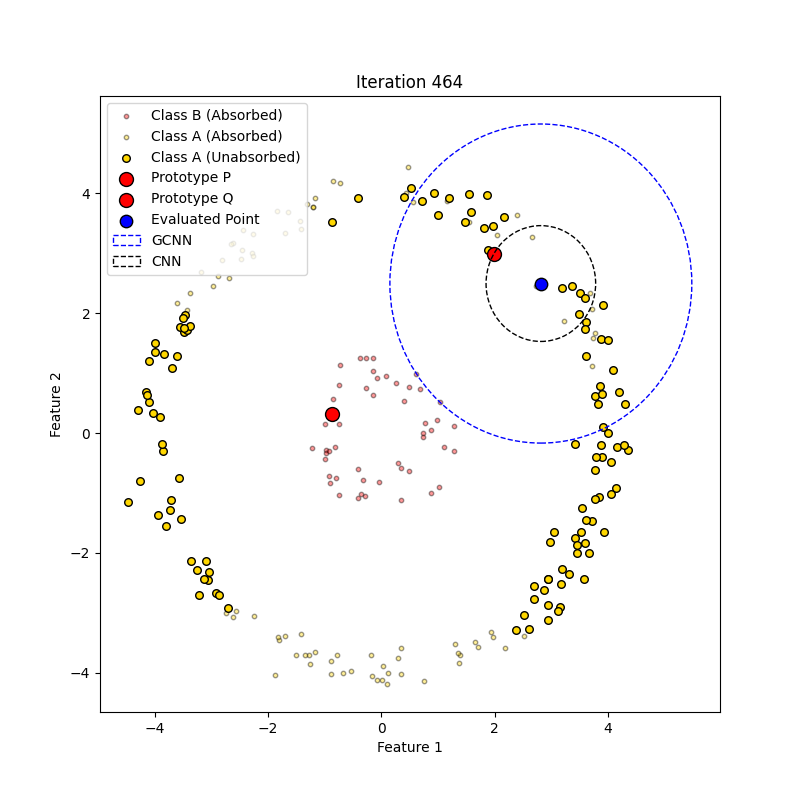 Iteration 464
Class B (Absorbed)
Class A (Absorbed)
Class A (Unabsorbed)
Prototype P
Prototype Q
Evaluated Point
GCNN
CNN
4
2
0
−2
−4
Feature 2
−4
−2
0
2
4
Feature 1